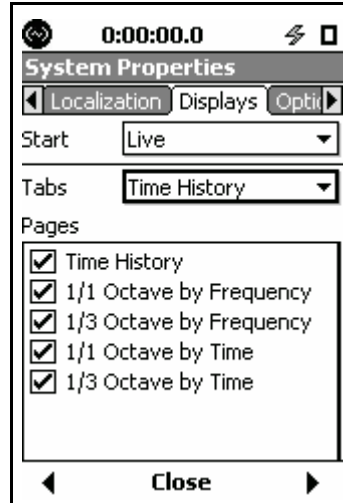 0:00:00.0
System Properties
Localization Displays Optic
Start Live
Tabs Time History
Pages
Time History
1/1 Octave by Frequency
1/3 Octave by Frequency
1/1 Octave by Time
1/3 Octave by Time
Close